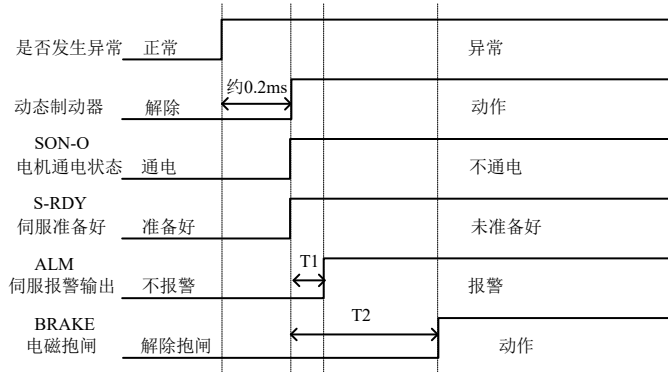 是否发生异常 正常 异常
约0.2ms
动态制动器 解除 动作
SON-O
电机通电状态 通电 不通电
S-RDY
伺服准备好 准备好 未准备好
ALM T1
伺服报警输出 不报警 报警
BRAKE T2
电磁抱闸 解除抱闸 动作